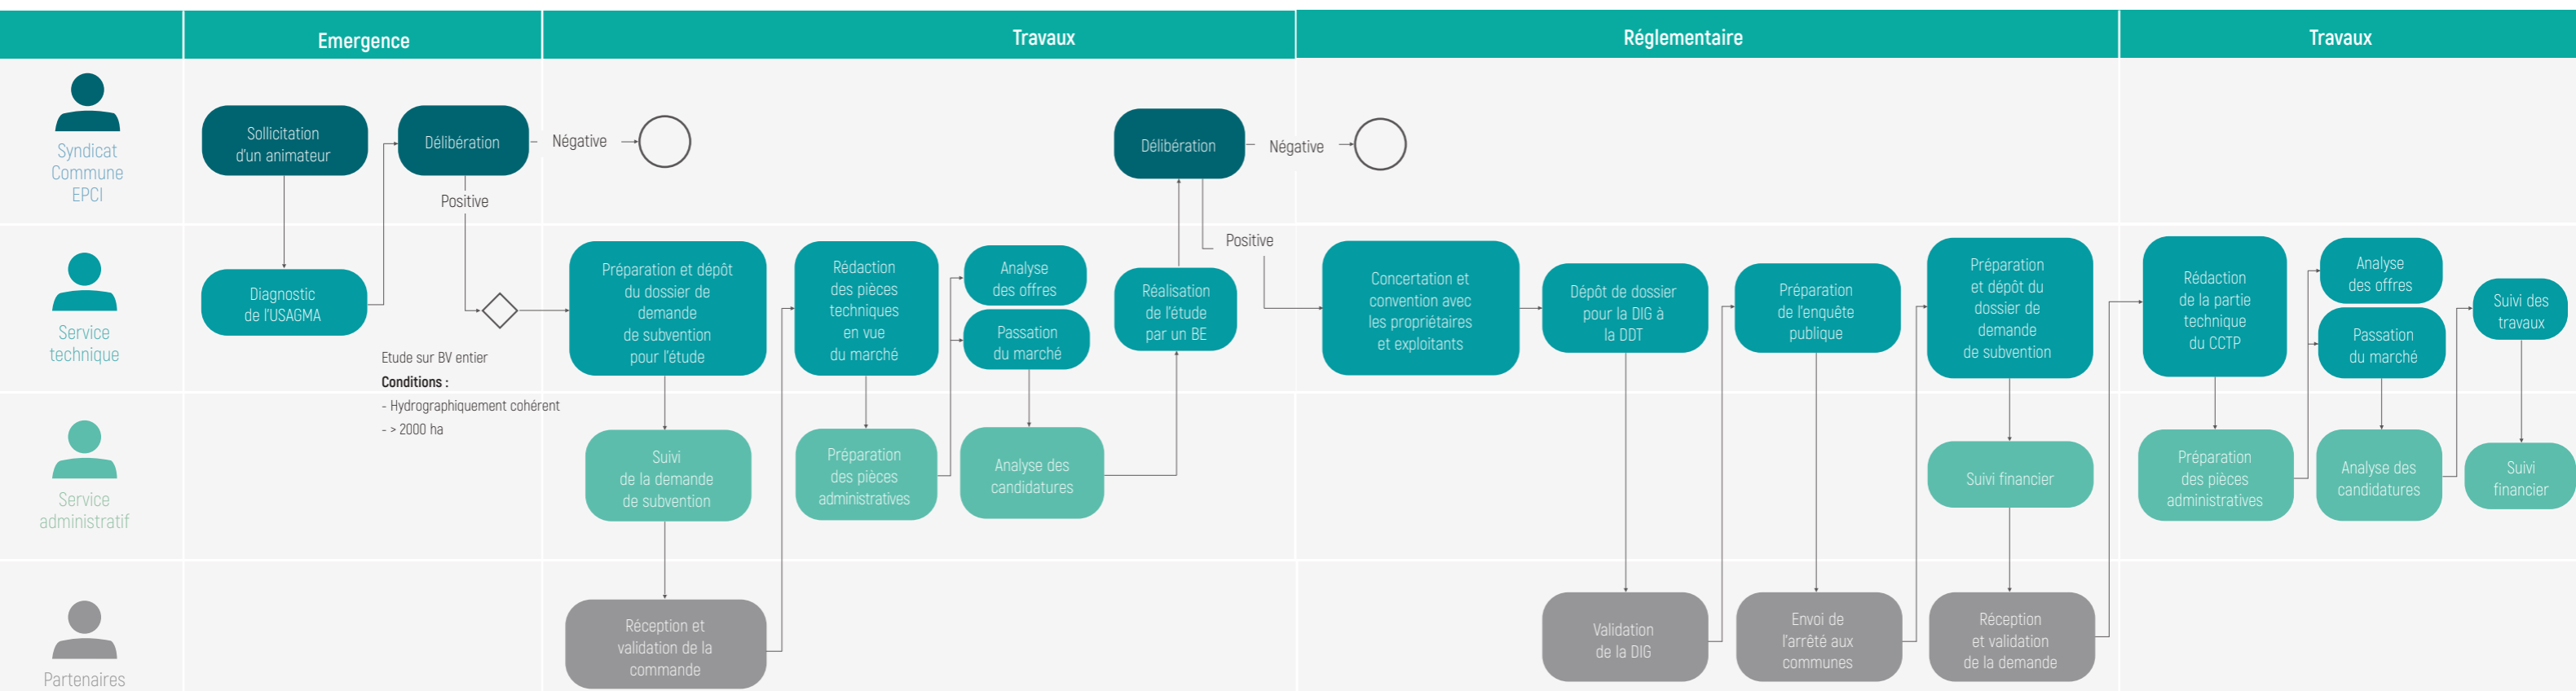 Emergence
Travaux
Réglementaire
Travaux
Syndicat
Commune
EPCI
Sollicitation
d'un animateur
Délibération
Négative
Positive
Délibération
Négative
Positive
Service
technique
Diagnostic
de l'USAGMA
Etude sur BV entier
Conditions :
- Hydrographiquement cohérent
- > 2000 ha
Préparation et dépôt
du dossier de
demande
de subvention
pour l'étude
Rédaction
des pièces
techniques
en vue
du marché
Analyse
des offres
Passation
du marché
Réalisation
de l'étude
par un BE
Concertation et
convention avec
les propriétaires
et exploitants
Dépôt de dossier
pour la DIG à
la DDT
Préparation
de l'enquête
publique
Préparation
et dépôt du
dossier de
demande
de subvention
Rédaction
de la partie
technique
du CCTP
Analyse
des offres
Passation
du marché
Suivi des
travaux
Service
administratif
Suivi
de la demande
de subvention
Préparation
des pièces
administratives
Analyse des
candidatures
Suivi financier
Préparation
des pièces
administratives
Analyse des
candidatures
Suivi
financier
Partenaires
Réception et
validation de la
commande
Validation
de la DIG
Envoi de
l'arrêté aux
communes
Réception
et validation
de la demande